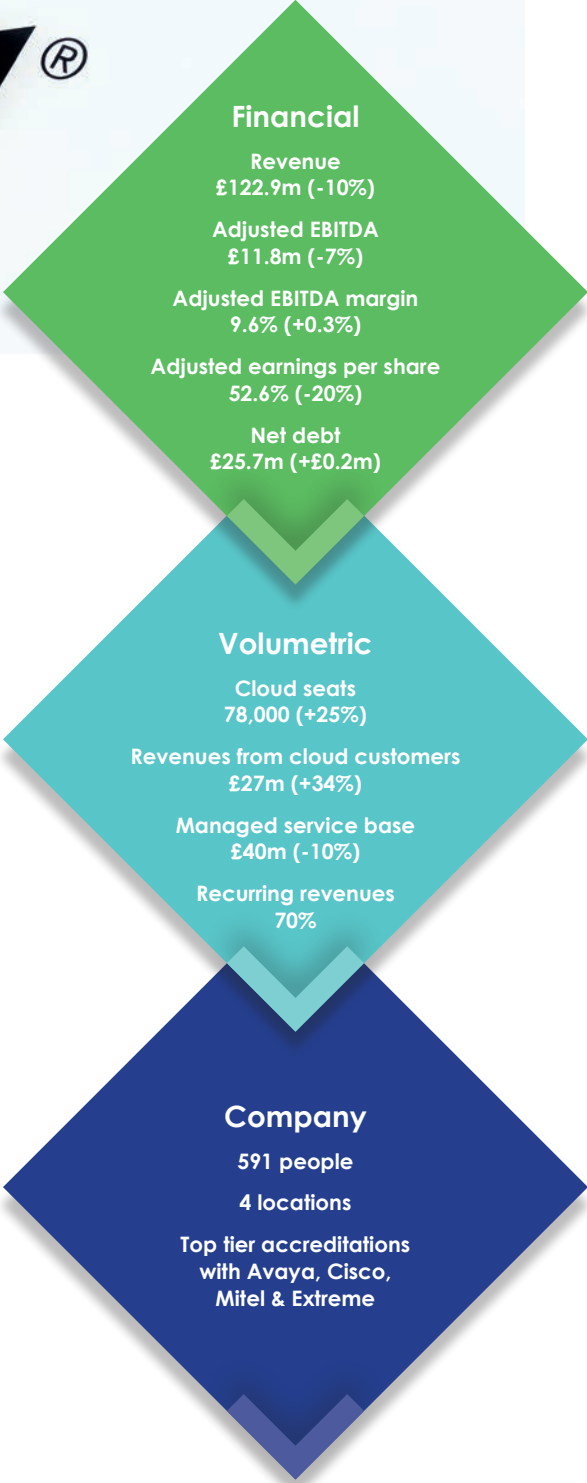 ®
Financial
Revenue
£122.9m (-10%)
Adjusted EBITDA
£11.8m (-7%)
Adjusted EBITDA margin
9.6% (+0.3%)
Adjusted earnings per share
52.6% (-20%)
Net debt
£25.7m (+£0.2m)
Volumetric
Cloud seats
78,000 (+25%)
Revenues from cloud customers
£27m (+34%)
Managed service base
£40m (-10%)
Recurring revenues
70%
Company
591 people
4 locations
Top tier accreditations
with Avaya, Cisco,
Mitel & Extreme